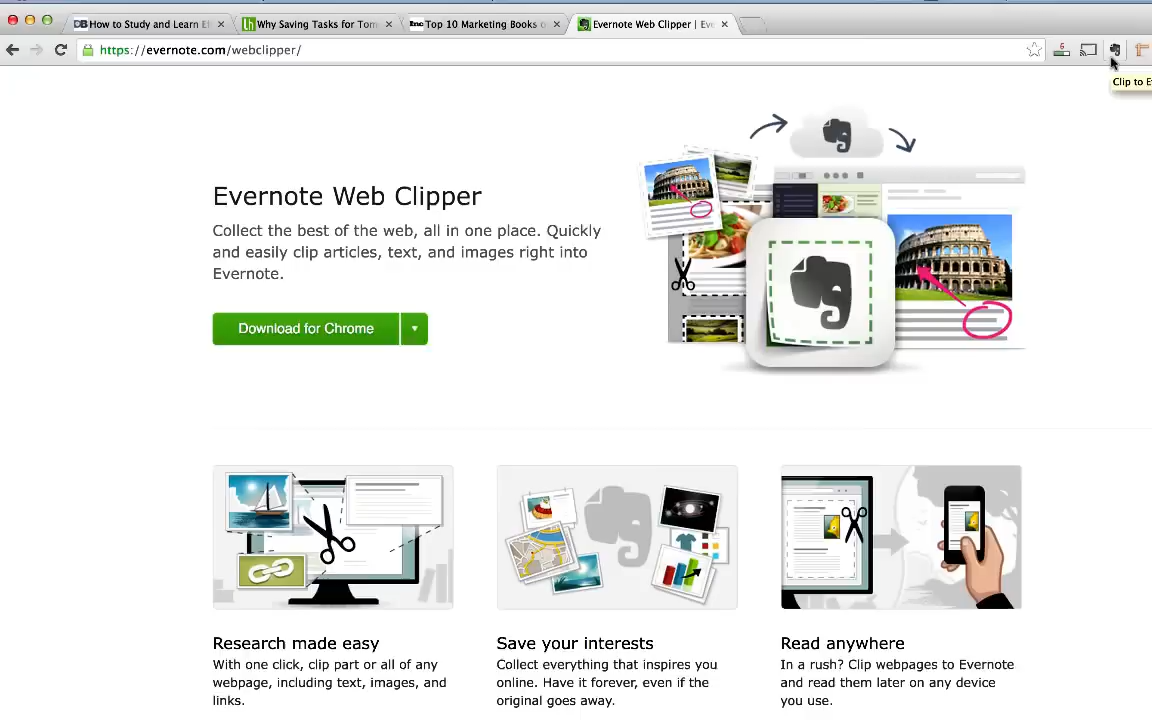 How to Study and Learn E
Why Saving Tasks for Tom
Inc. Top 10 Marketing Books o
Evernote Web Clipper | Eve
https://evernote.com/webclipper/
6
Clip to E
Evernote Web Clipper
Collect the best of the web, all in one place. Quickly
and easily clip articles, text, and images right into
Evernote.
Download for Chrome
Research made easy
With one click, clip part or all of any
webpage, including text, images, and
links.
Save your interests
Collect everything that inspires you
online. Have it forever, even if the
original goes away.
Read anywhere
In a rush? Clip webpages to Evernote
and read them later on any device
you use.